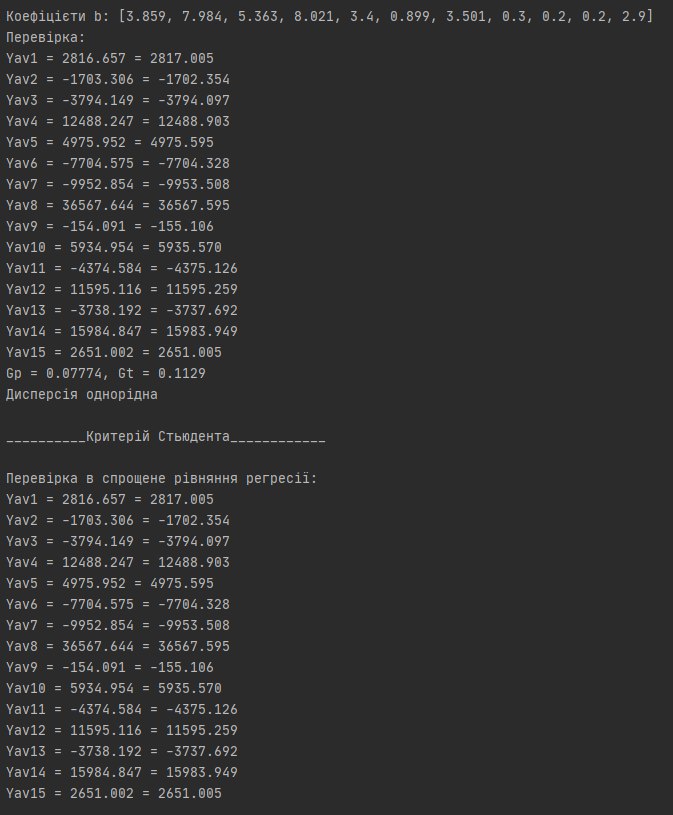 Коефіцієти b: [3.859, 7.984, 5.363, 8.021, 3.4, 0.899, 3.501, 0.3, 0.2, 0.2, 2.9]
Перевірка:
Yav1 = 2816.657 = 2817.005
Yav2 = -1703.306 = -1702.354
Yav3 = -3794.149 = -3794.097
Yav4 = 12488.247 = 12488.903
Yav5 = 4975.952 = 4975.595
Yav6 = -7704.575 = -7704.328
Yav7 = -9952.854 = -9953.508
Yav8 = 36567.644 = 36567.595
Yav9 = -154.091 = -155.106
Yav10 = 5934.954 = 5935.570
Yav11 = -4374.584 = -4375.126
Yav12 = 11595.116 = 11595.259
Yav13 = -3738.192 = -3737.692
Yav14 = 15984.847 = 15983.949
Yav15 = 2651.002 = 2651.005
Gp = 0.07774, Gt = 0.1129
Дисперсія однорідна
__________Критерій Стьюдента____________
Перевірка в спрощене рівняння регресії:
Yav1 = 2816.657 = 2817.005
Yav2 = -1703.306 = -1702.354
Yav3 = -3794.149 = -3794.097
Yav4 = 12488.247 = 12488.903
Yav5 = 4975.952 = 4975.595
Yav6 = -7704.575 = -7704.328
Yav7 = -9952.854 = -9953.508
Yav8 = 36567.644 = 36567.595
Yav9 = -154.091 = -155.106
Yav10 = 5934.954 = 5935.570
Yav11 = -4374.584 = -4375.126
Yav12 = 11595.116 = 11595.259
Yav13 = -3738.192 = -3737.692
Yav14 = 15984.847 = 15983.949
Yav15 = 2651.002 = 2651.005